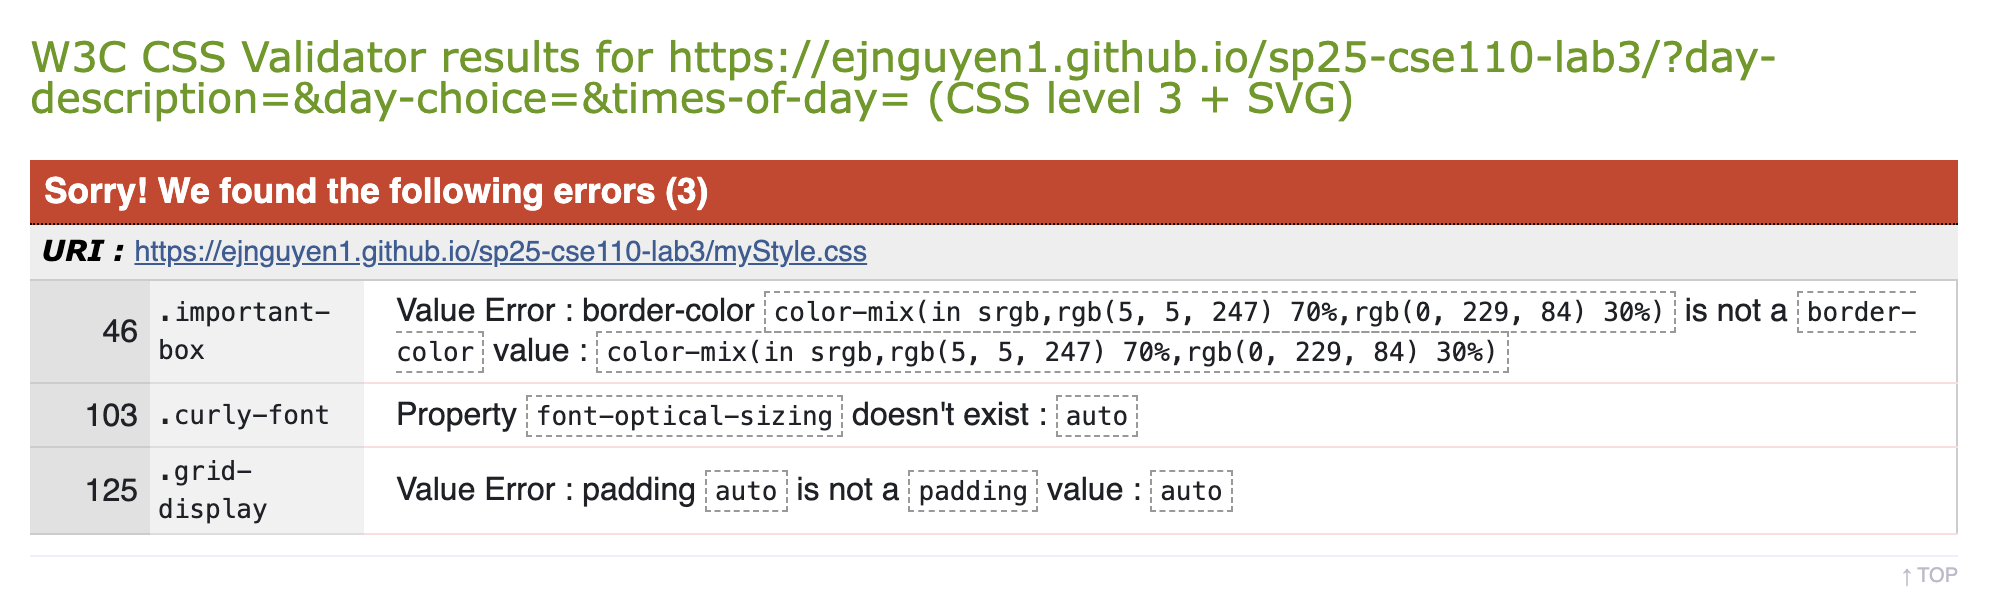 W3C CSS Validator results for https://ejnguyen1.github.io/sp25-cse110-lab3/?day-
description=&day-choice=&times-of-day= (CSS level 3 + SVG)
Sorry! We found the following errors (3)
URI : https://ejnguyen1.github.io/sp25-cse110-lab3/myStyle.css
46 .important-
box
Value Error : border-color color-mix(in srgb,rgb(5, 5, 247) 70%,rgb(0, 229, 84) 30%) is not a border-
color value : color-mix(in srgb,rgb(5, 5, 247) 70%,rgb(0, 229, 84) 30%)
103 .curly-font Property font-optical-sizing doesn't exist : auto
125 .grid-
display
Value Error : padding auto is not a padding value : auto
↑ TOP